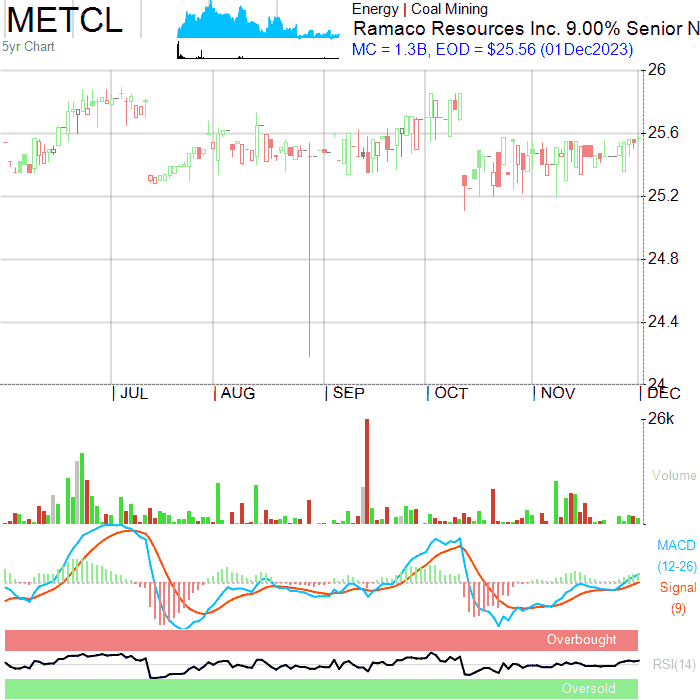 METCL
5yr Chart
Energy | Coal Mining
Ramaco Resources Inc. 9.00% Senior N
MC = 1.3B, EOD = $25.56 (01Dec2023)
26
25.6
25.2
24.8
24.4
24
JUL AUG SEP OCT NOV DEC
26k
Volume
MACD
(12-26)
Signal
(9)
Overbought
RSI(14)
Oversold